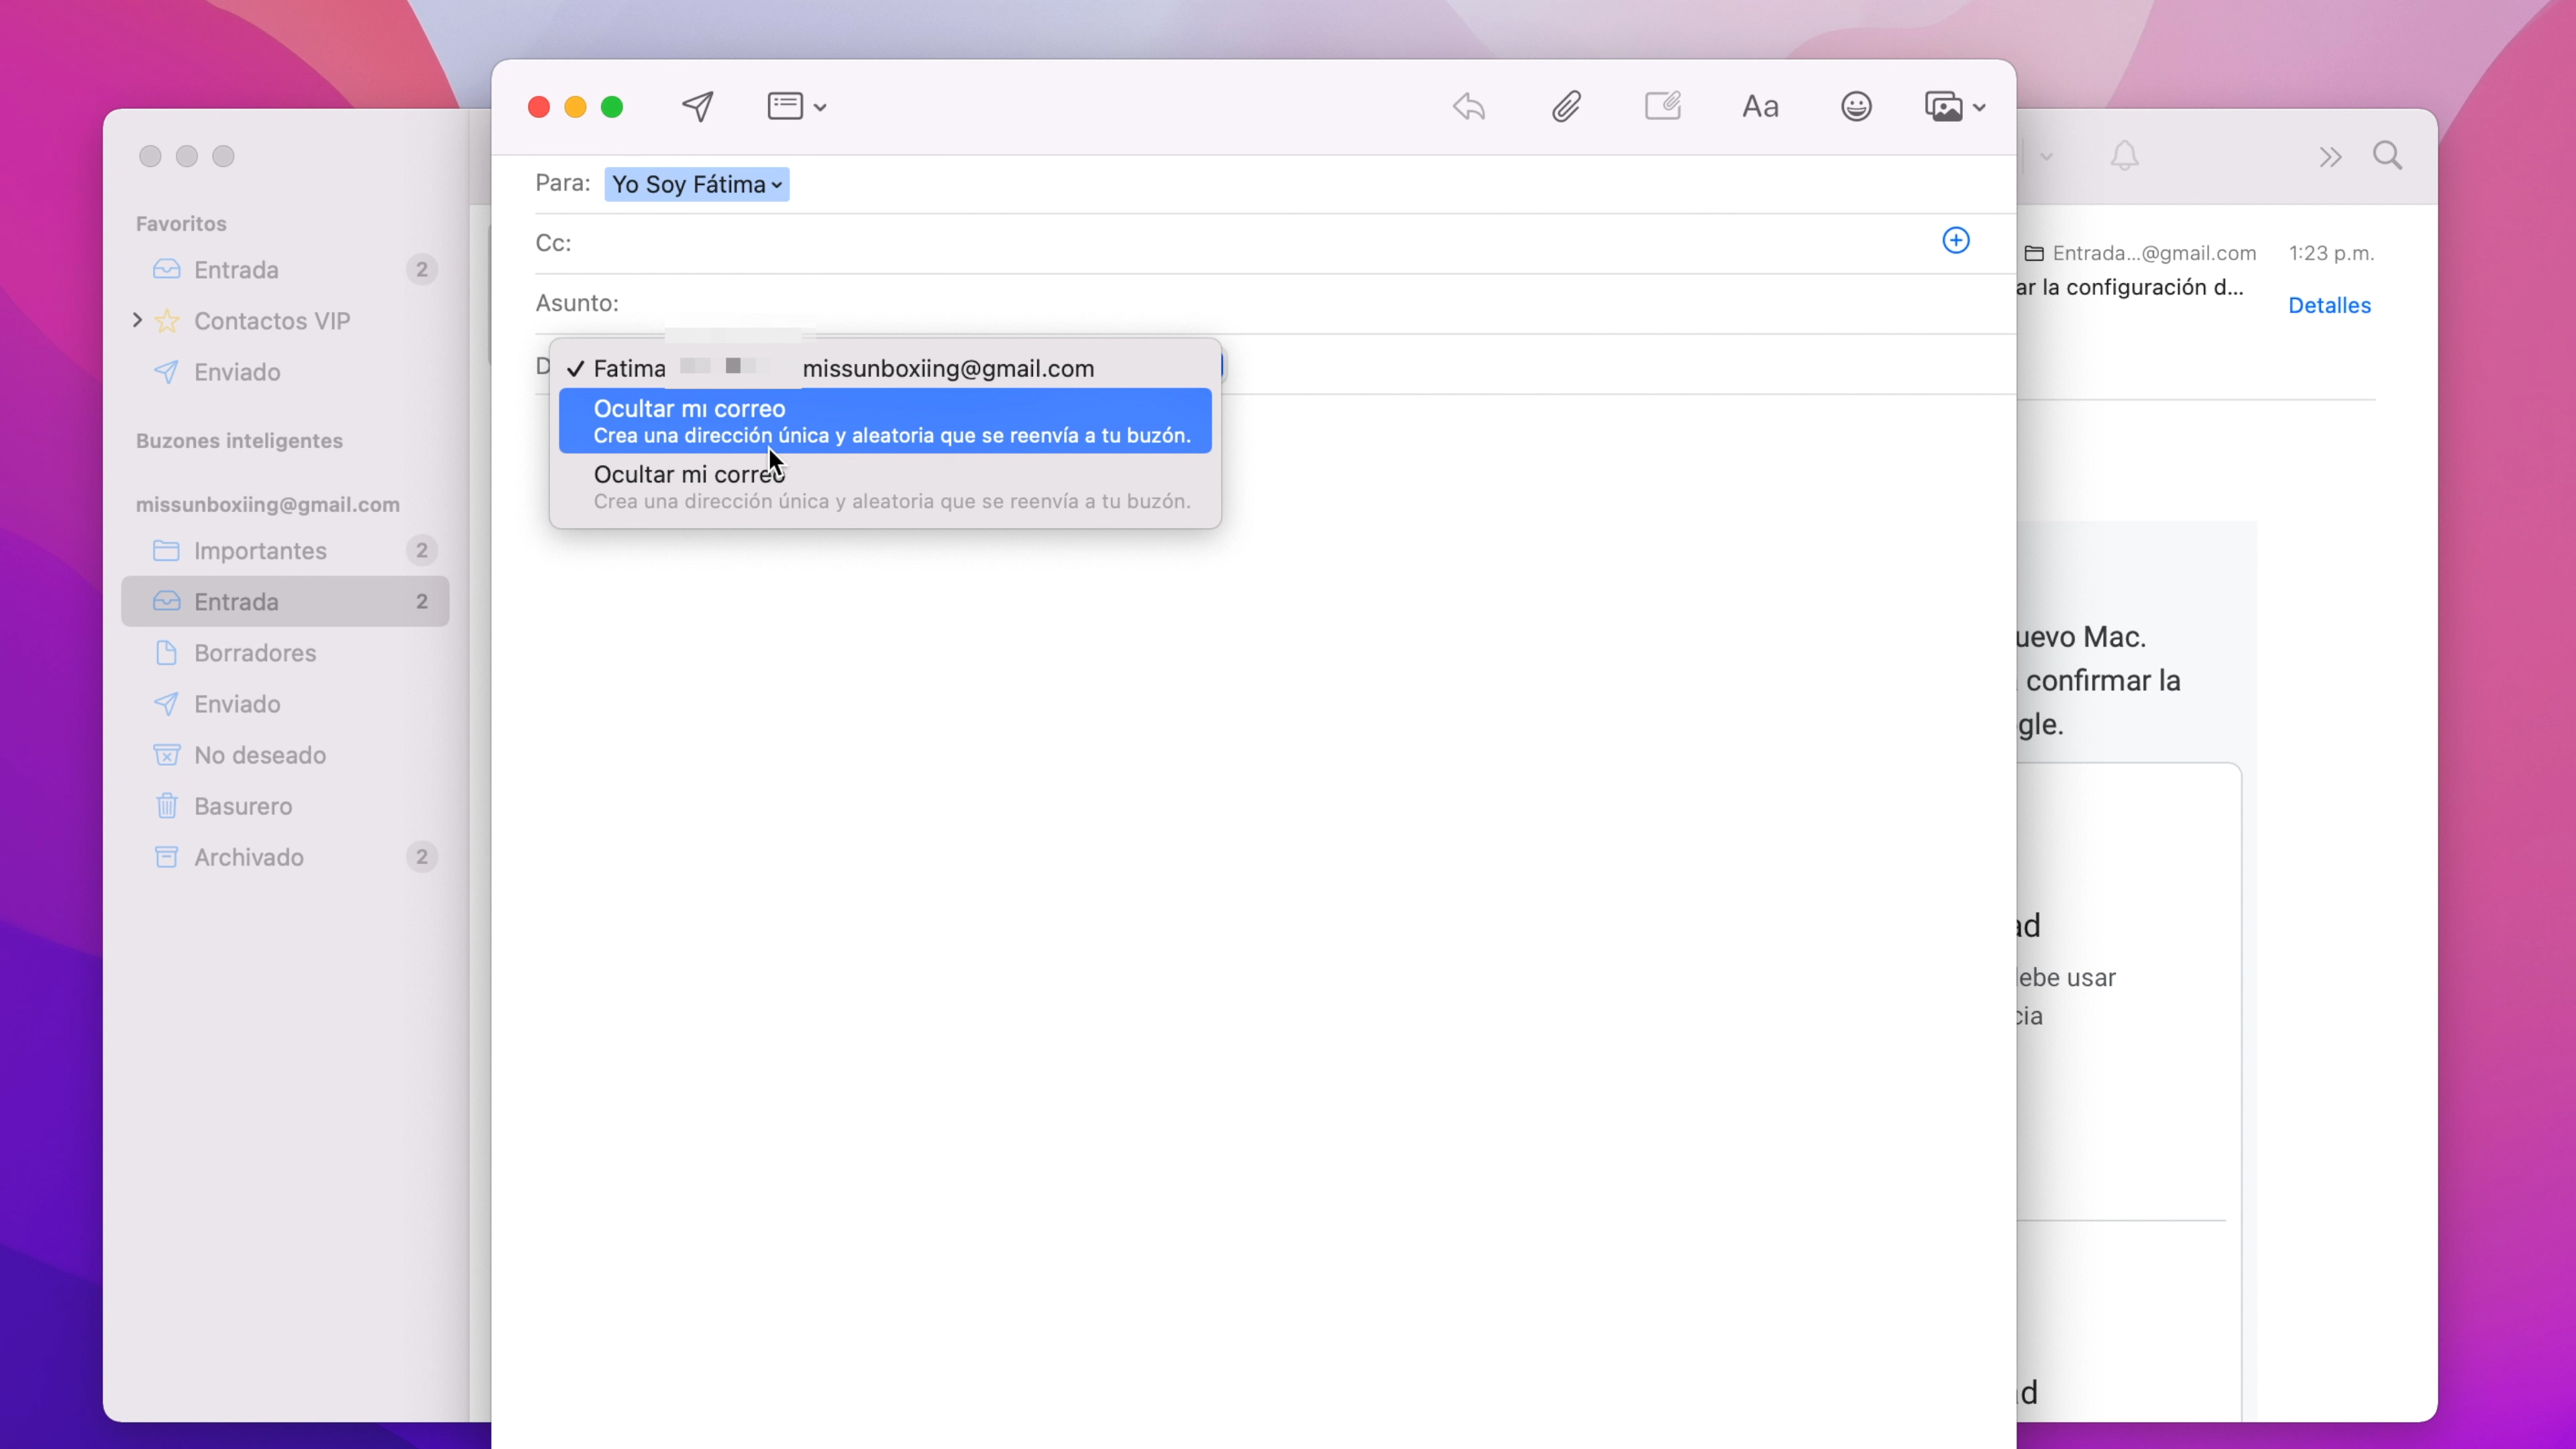 Favoritos
Entrada 2
Contactos VIP
Enviado
Buzones inteligentes
missunboxiing@gmail.com
Importantes 2
Entrada 2
Borradores
Enviado
No deseado
Basurero
Archivado 2
Aa
Para: Yo Soy Fátima
Cc:
Asunto:
Fatima missunboxiing@gmail.com
Ocultar mi correo
Crea una dirección única y aleatoria que se reenvía a tu buzón.
Ocultar mi correo
Crea una dirección única y aleatoria que se reenvía a tu buzón.
Entrada...@gmail.com 1:23 p.m.
ar la configuración d...
Detalles
uevo Mac.
confirmar la
gle.
ad
ebe usar
cia
d